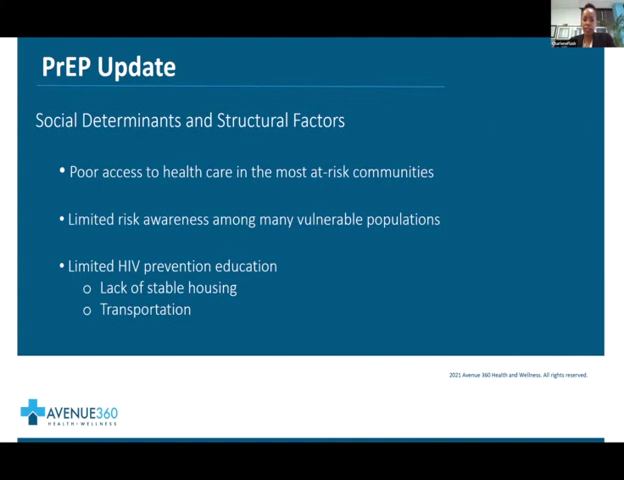 PrEP Update
Social Determinants and Structural Factors
• Poor access to health care in the most at-risk communities
• Limited risk awareness among many vulnerable populations
• Limited HIV prevention education
o Lack of stable housing
o Transportation
2021 Avenue 360 Health and Wellness. All rights reserved.
AVENUE360
HEALTH+WELLNESS